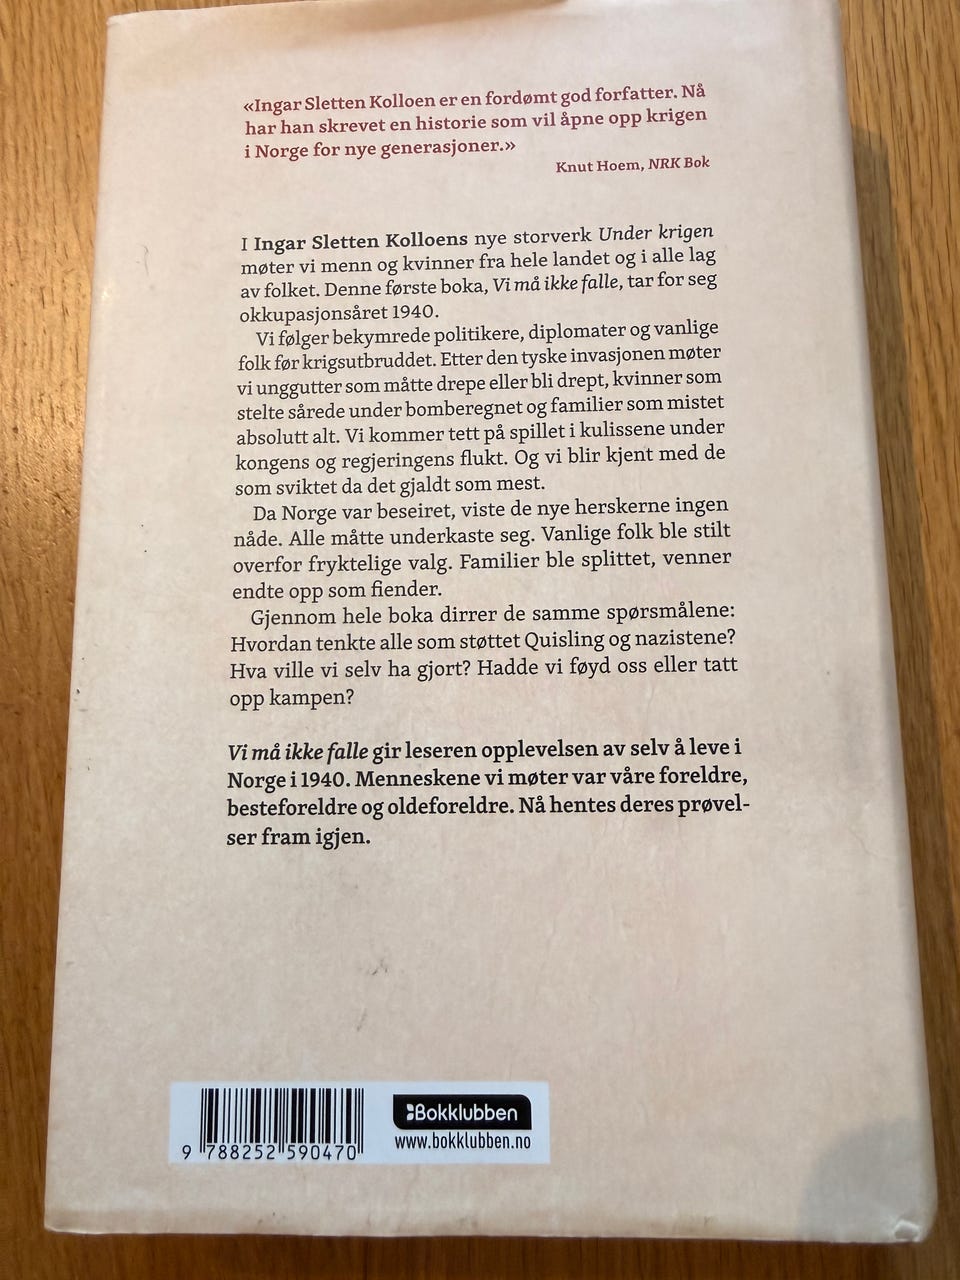 «Ingar Sletten Kolloen er en fordømt god forfatter. Nå
har han skrevet en historie som vil åpne opp krigen
i Norge for nye generasjoner.»
Knut Hoem, NRK Bok
I Ingar Sletten Kolloens nye storverk Under krigen
møter vi menn og kvinner fra hele landet og i alle lag
av folket. Denne første boka, Vi må ikke falle, tar for seg
okkupasjonsåret 1940.
Vi følger bekymrede politikere, diplomater og vanlige
folk før krigsutbruddet. Etter den tyske invasjonen møter
vi unggutter som måtte drepe eller bli drept, kvinner som
stelte sårede under bomberegnet og familier som mistet
absolutt alt. Vi kommer tett på spillet i kulissene under
kongens og regjeringens flukt. Og vi blir kjent med de
som sviktet da det gjaldt som mest.
Da Norge var beseiret, viste de nye herskerne ingen
nåde. Alle måtte underkaste seg. Vanlige folk ble stilt
overfor fryktelige valg. Familier ble splittet, venner
endte opp som fiender.
Gjennom hele boka dirrer de samme spørsmålene:
Hvordan tenkte alle som støttet Quisling og nazistene?
Hva ville vi selv ha gjort? Hadde vi føyd oss eller tatt
opp kampen?
Vi må ikke falle gir leseren opplevelsen av selv å leve i
Norge i 1940. Menneskene vi møter var våre foreldre,
besteforeldre og oldeforeldre. Nå hentes deres prøvel-
ser fram igjen.
Bokklubben
www.bokklubben.no
9 788252 590470